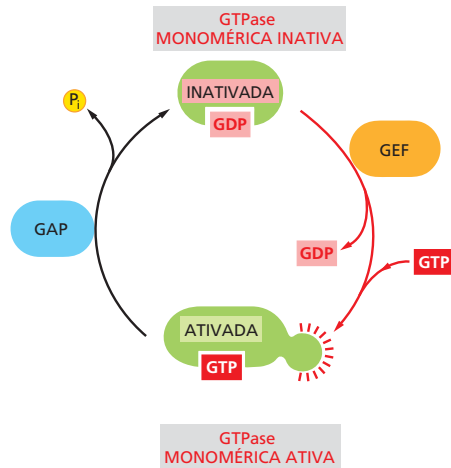 GTPase
MONOMÉRICA INATIVA
Pi
INATIVADA
GDP
GEF
GAP
GDP
GTP
ATIVADA
GTP
GTPase
MONOMÉRICA ATIVA